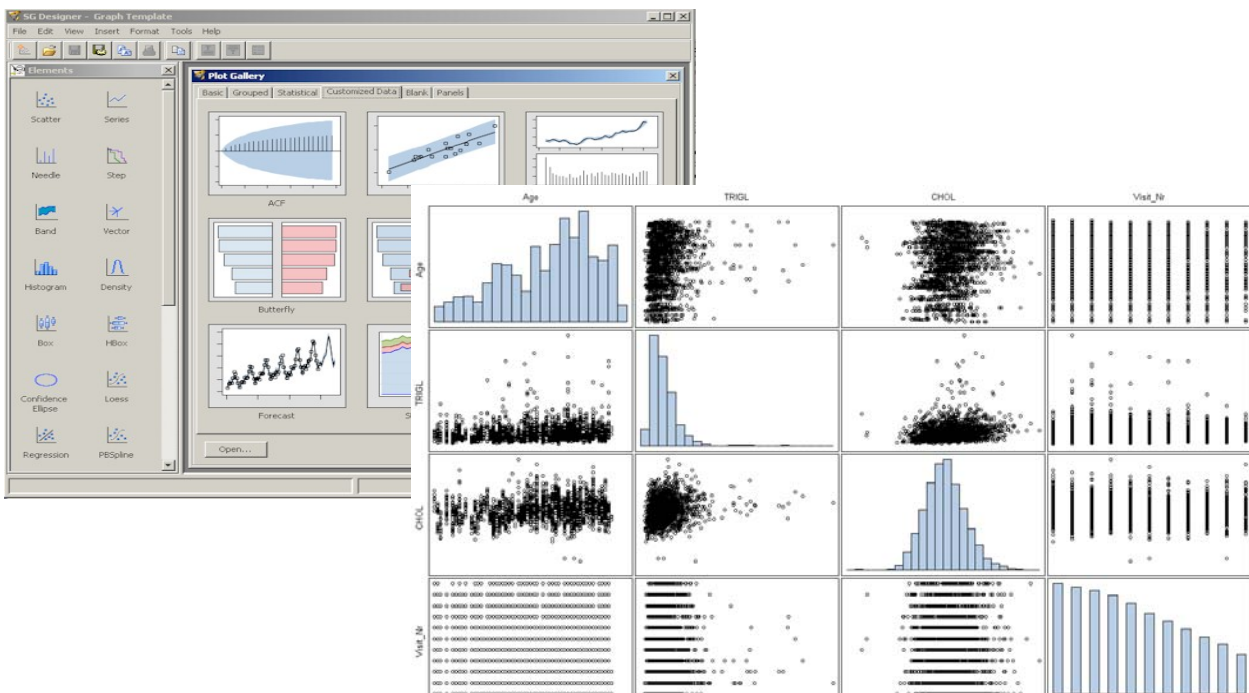 SG Designer - Graph Template
File Edit View Insert Format Tools Help
Elements
Scatter Series
Needle Step
Band Vector
Histogram Density
Box HBox
Confidence Ellipse Loess
Regression PBSpline
Plot Gallery
Basic Grouped Statistical Customized Data Blank Panels
ACF
Butterfly
Forecast
Open...
Age TRIGL CHOL Visit_Nr
Age
TRIGL
CHOL
Visit_Nr